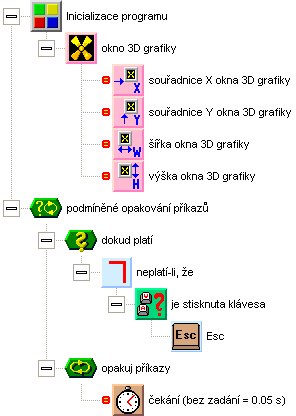 Inicializace programu
okno 3D grafiky
X
souřadnice X okna 3D grafiky
Y
souřadnice Y okna 3D grafiky
W
šířka okna 3D grafiky
H
výška okna 3D grafiky
podmíněné opakování příkazů
dokud platí
neplatí-li, že
je stisknuta klávesa
Esc
Esc
opakuj příkazy
čekání (bez zadání = 0.05 s)